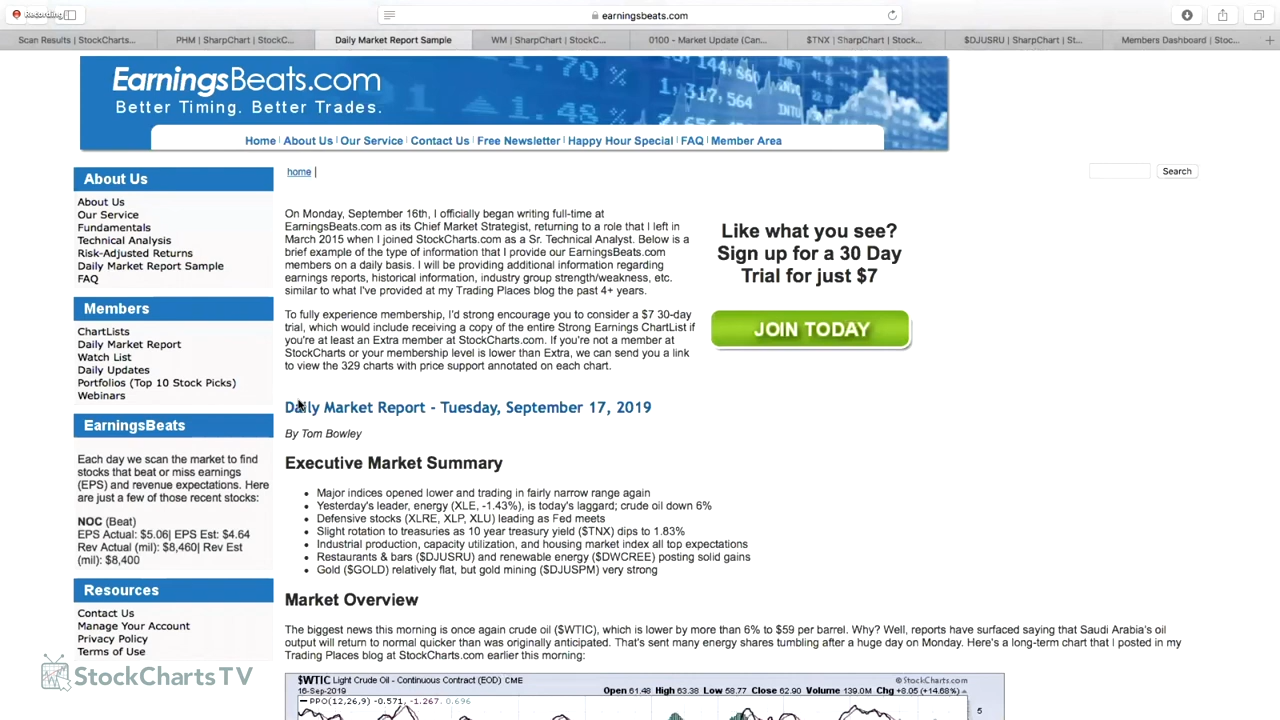 Recording
earningsbeats.com
Scan Results | StockCharts...
PHM | SharpChart | StockC...
Daily Market Report Sample
WM | SharpChart | StockC...
0100 - Market Update (Can...
$TNX | SharpChart | Stock...
$DJUSRU | SharpChart | St...
Members Dashboard | Stoc...
EarningsBeats.com
Better Timing. Better Trades.
1.70 %
1.48 %
1,317,564
Home | About Us | Our Service | Contact Us | Free Newsletter | Happy Hour Special | FAQ | Member Area
home |
Search
About Us
About Us
Our Service
Fundamentals
Technical Analysis
Risk-Adjusted Returns
Daily Market Report Sample
FAQ
Members
ChartLists
Daily Market Report
Watch List
Daily Updates
Portfolios (Top 10 Stock Picks)
Webinars
EarningsBeats
Each day we scan the market to find
stocks that beat or miss earnings
(EPS) and revenue expectations. Here
are just a few of those recent stocks:
NOC (Beat)
EPS Actual: $5.06| EPS Est: $4.64
Rev Actual (mil): $8,460| Rev Est
(mil): $8,400
Resources
Contact Us
Manage Your Account
Privacy Policy
Terms of Use
On Monday, September 16th, I officially began writing full-time at
EarningsBeats.com as its Chief Market Strategist, returning to a role that I left in
March 2015 when I joined StockCharts.com as a Sr. Technical Analyst. Below is a
brief example of the type of information that I provide our EarningsBeats.com
members on a daily basis. I will be providing additional information regarding
earnings reports, historical information, industry group strength/weakness, etc.
similar to what I've provided at my Trading Places blog the past 4+ years.
To fully experience membership, I'd strong encourage you to consider a $7 30-day
trial, which would include receiving a copy of the entire Strong Earnings ChartList if
you're at least an Extra member at StockCharts.com. If you're not a member at
StockCharts or your membership level is lower than Extra, we can send you a link
to view the 329 charts with price support annotated on each chart.
Like what you see?
Sign up for a 30 Day
Trial for just $7
JOIN TODAY
Daily Market Report - Tuesday, September 17, 2019
By Tom Bowley
Executive Market Summary
• Major indices opened lower and trading in fairly narrow range again
• Yesterday's leader, energy (XLE, -1.43%), is today's laggard; crude oil down 6%
• Defensive stocks (XLRE, XLP, XLU) leading as Fed meets
• Slight rotation to treasuries as 10 year treasury yield ($TNX) dips to 1.83%
• Industrial production, capacity utilization, and housing market index all top expectations
• Restaurants & bars ($DJUSRU) and renewable energy ($DWCREE) posting solid gains
• Gold ($GOLD) relatively flat, but gold mining ($DJUSPM) very strong
Market Overview
The biggest news this morning is once again crude oil ($WTIC), which is lower by more than 6% to $59 per barrel. Why? Well, reports have surfaced saying that Saudi Arabia's oil
output will return to normal quicker than was originally anticipated. That's sent many energy shares tumbling after a huge day on Monday. Here's a long-term chart that I posted in my
Trading Places blog at StockCharts.com earlier this morning:
$WTIC Light Crude Oil - Continuous Contract (EOD) CME
© StockCharts.com
16-Sep-2019
Open 61.48 High 63.38 Low 58.77 Close 62.90 Volume 139.0M Chg +8.05 (+14.68%)
PPO(12,26,9) -0.571, -1.267, 0.696
5
StockChartsTV